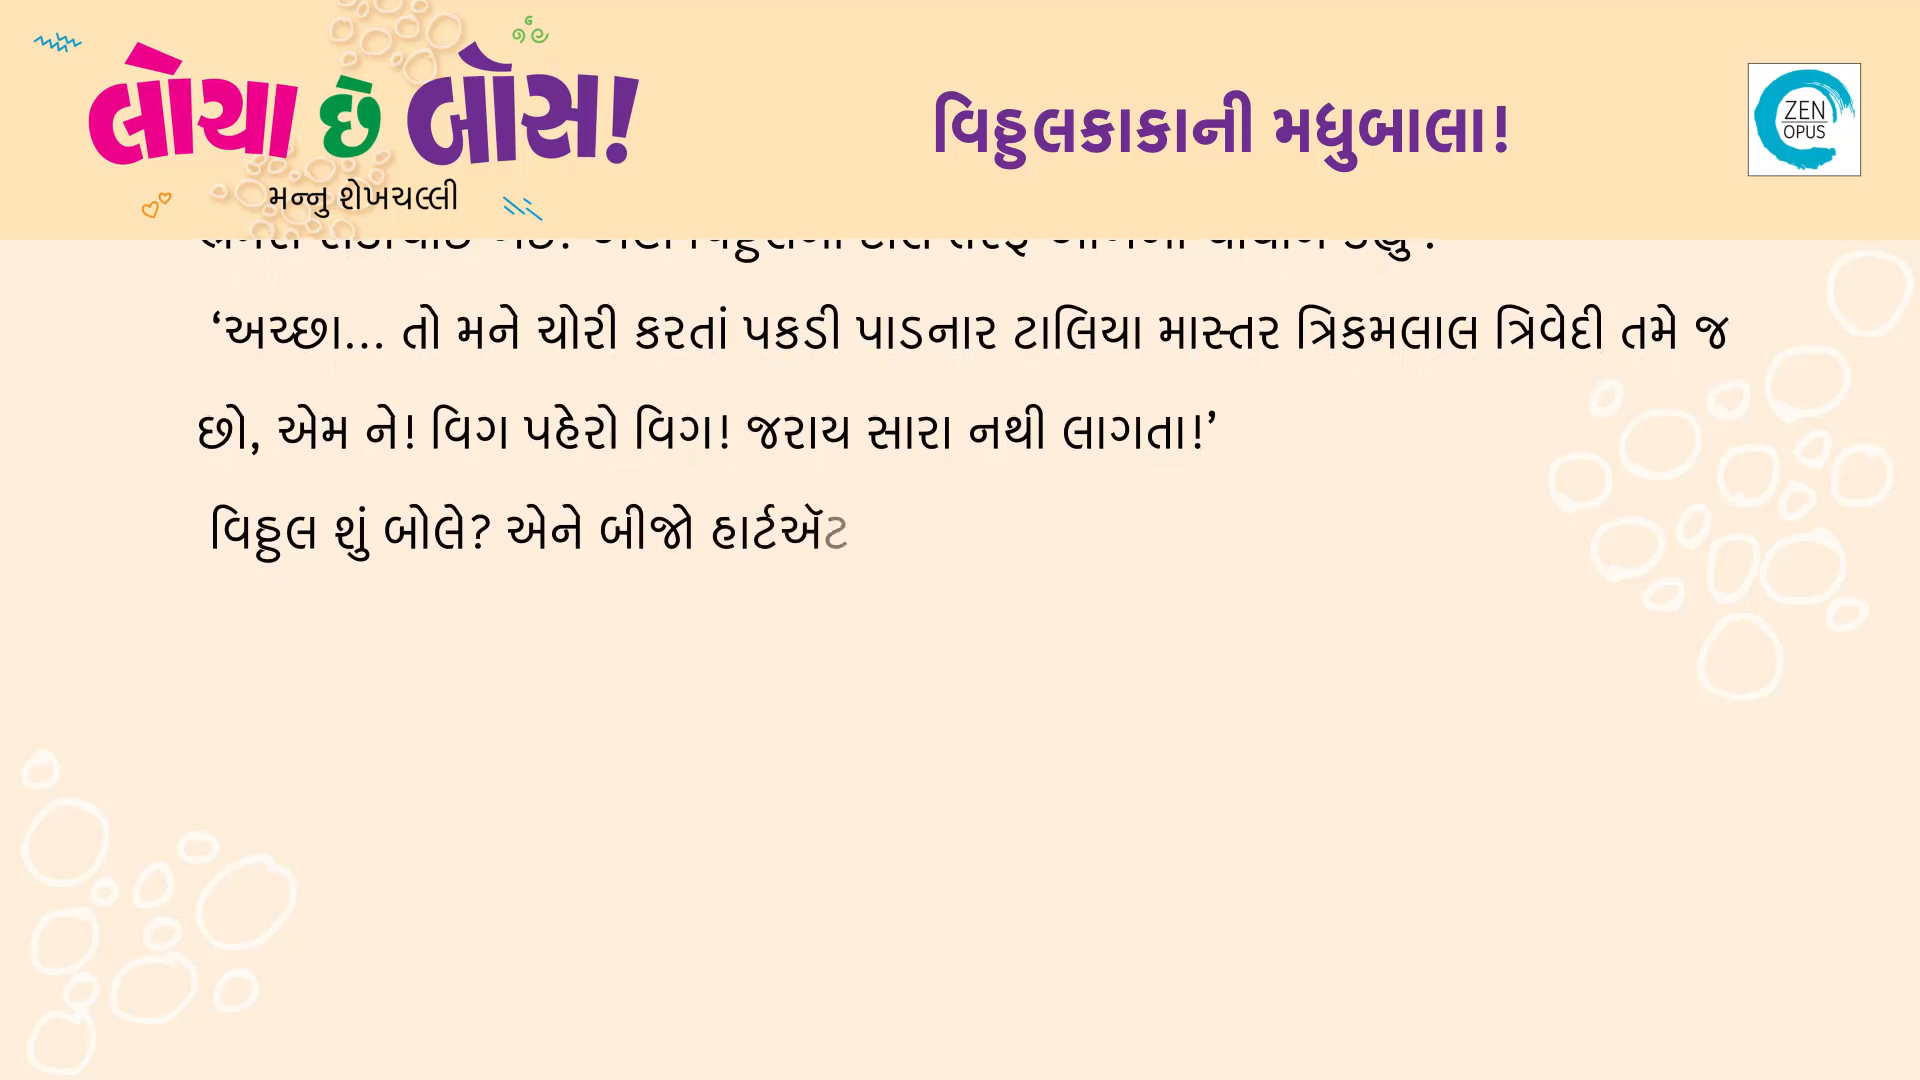 લોચા છે બૉસ!
મન્નુ શેખચલ્લી
વિઠ્ઠલકાકાની મધુબાલા!
ZEN
OPUS
‘અચ્છા... તો મને ચોરી કરતાં પકડી પાડનાર ટાલિયા માસ્તર ત્રિકમલાલ ત્રિવેદી તમે જ
છો, એમ ને! વિગ પહેરો વિગ! જરાય સારા નથી લાગતા!’
વિઠ્ઠલ શું બોલે? એને બીજો હાર્ટઍટ